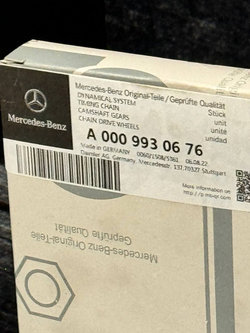 Mercedes-Benz
Mercedes-Benz Original-Teile / Geprüfte Qualität
DYNAMICAL SYSTEM
TIMING CHAIN
CAMSHAFT GEARS
CHAIN DRIVE WHEELS
Stück
unit
unité
unidad
A 000 993 06 76
Made in GERMANY 06.08.22
Daimler AG, Germany, Mercedesstr. 137,70327 Stuttgart
More information on
Mercedes-Benz Original-Teile
Geprüfte Qualität